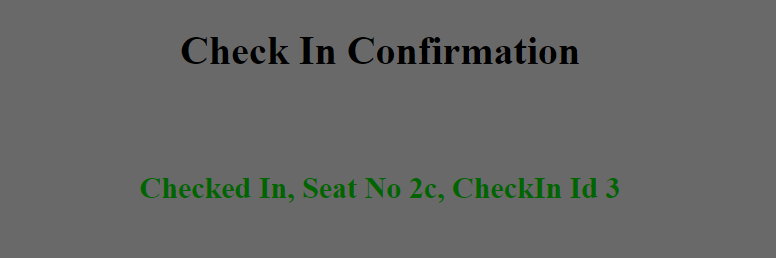 Check In Confirmation
Checked In, Seat No 2c, CheckIn Id 3